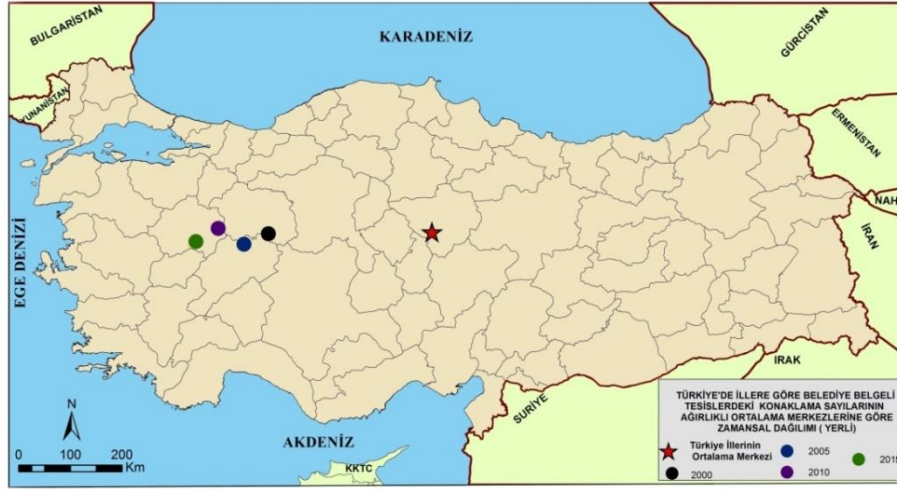 BULGARİSTAN
KARADENİZ
GÜRCİSTAN
YUNANİSTAN
ERMENİSTAN
NAH
İRAN
EGE DENİZİ
IRAK
SURİYE
AKDENİZ
KKTC
N
0 50 100 200
Km
TÜRKİYE'DE İLLERE GÖRE BELEDİYE BELGELİ
TESİSLERDEKİ KONAKLAMA SAYILARININ
AĞIRLIKLI ORTALAMA MERKEZLERİNE GÖRE
ZAMANSAL DAĞILIMI ( YERLİ)
Türkiye İllerinin
Ortalama Merkezi
2000
2005
2010
2015